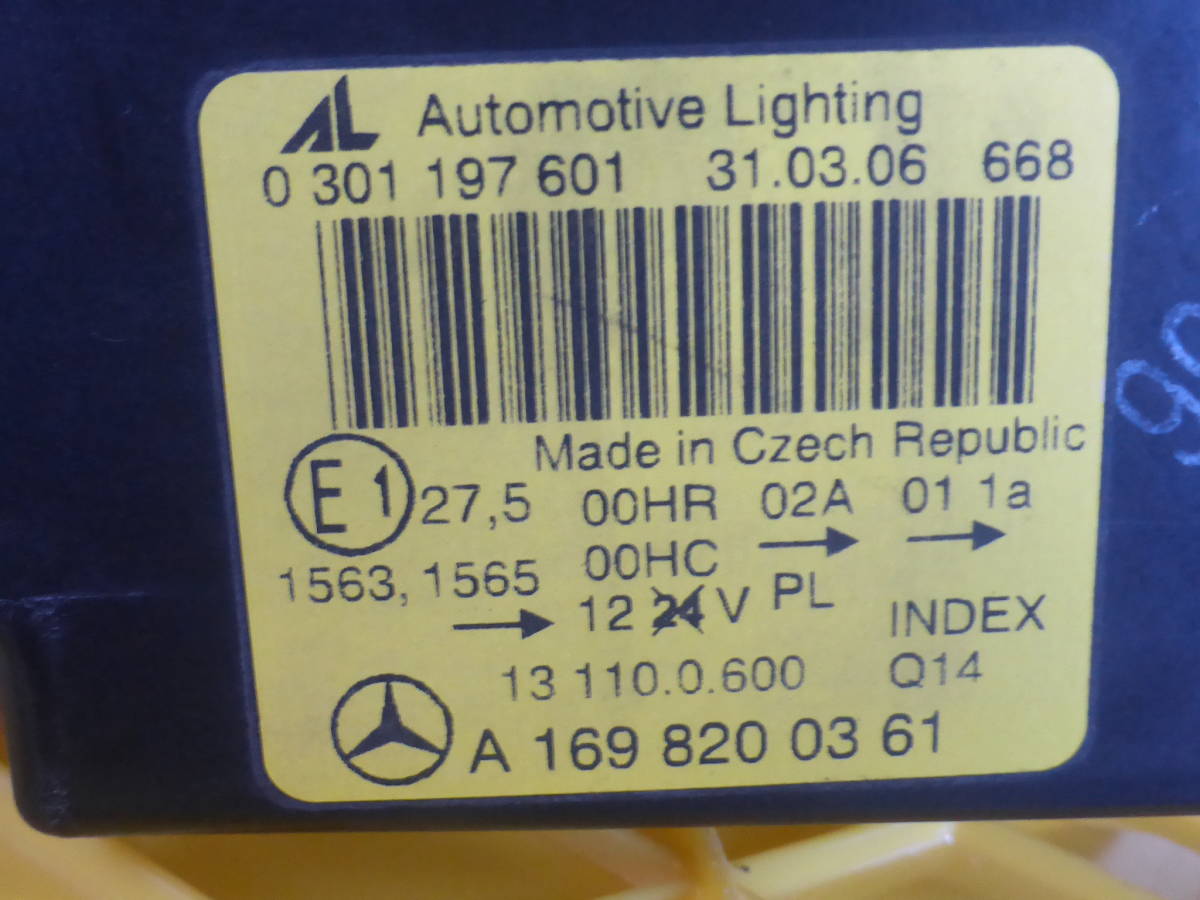 AL Automotive Lighting
0 301 197 601 31.03.06 668
Made in Czech Republic
E1 27,5 00HR 02A 01 1a
1563, 1565 00HC
12 24 V PL INDEX
13 110.0.600 Q14
A 169 820 03 61